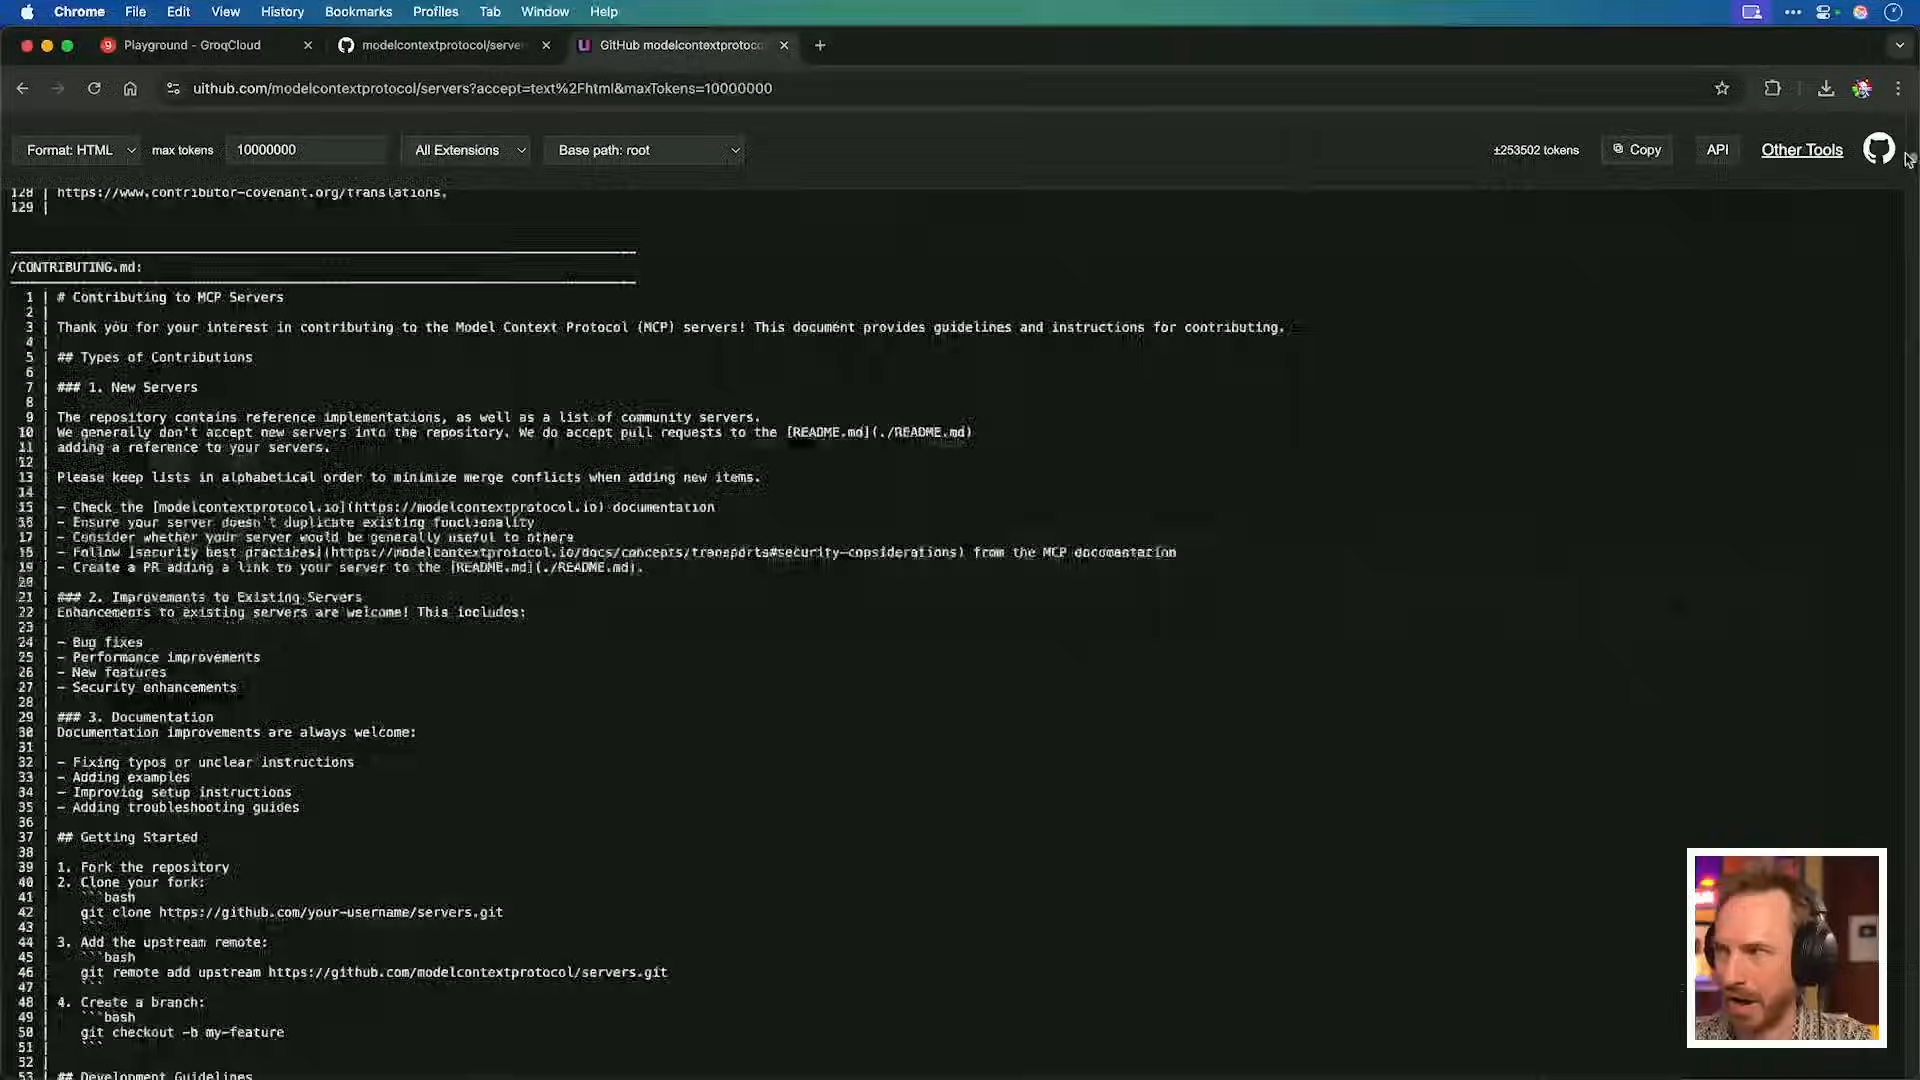 Chrome File Edit View History Bookmarks Profiles Tab Window Help
Playground - GroqCloud
modelcontextprotocol/serve
GitHub modelcontextprotoco
uithub.com/modelcontextprotocol/servers?accept=text%2Fhtml&maxTokens=10000000
Format: HTML max tokens 10000000 All Extensions Base path: root ±253502 tokens Copy API Other Tools
128 | https://www.contributor-covenant.org/translations.
129 |
/CONTRIBUTING.md:
1 | # Contributing to MCP Servers
2 |
3 | Thank you for your interest in contributing to the Model Context Protocol (MCP) servers! This document provides guidelines and instructions for contributing.
4 |
5 | ## Types of Contributions
6 |
7 | ### 1. New Servers
8 |
9 | The repository contains reference implementations, as well as a list of community servers.
10 | We generally don't accept new servers into the repository. We do accept pull requests to the [README.md](./README.md)
11 | adding a reference to your servers.
12 |
13 | Please keep lists in alphabetical order to minimize merge conflicts when adding new items.
14 |
15 | - Check the [modelcontextprotocol.io](https://modelcontextprotocol.io) documentation
16 | - Ensure your server doesn't duplicate existing functionality
17 | - Consider whether your server would be generally useful to others
18 | - Follow [security best practices](https://modelcontextprotocol.io/docs/concepts/transports#security-considerations) from the MCP documentation
19 | - Create a PR adding a link to your server to the [README.md](./README.md).
20 |
21 | ### 2. Improvements to Existing Servers
22 | Enhancements to existing servers are welcome! This includes:
23 |
24 | - Bug fixes
25 | - Performance improvements
26 | - New features
27 | - Security enhancements
28 |
29 | ### 3. Documentation
30 | Documentation improvements are always welcome:
31 |
32 | - Fixing typos or unclear instructions
33 | - Adding examples
34 | - Improving setup instructions
35 | - Adding troubleshooting guides
36 |
37 | ## Getting Started
38 |
39 | 1. Fork the repository
40 | 2. Clone your fork:
41 | ```bash
42 | git clone https://github.com/your-username/servers.git
43 | ```
44 | 3. Add the upstream remote:
45 | ```bash
46 | git remote add upstream https://github.com/modelcontextprotocol/servers.git
47 | ```
48 | 4. Create a branch:
49 | ```bash
50 | git checkout -b my-feature
51 | ```
52 |
53 | ## Development Guidelines